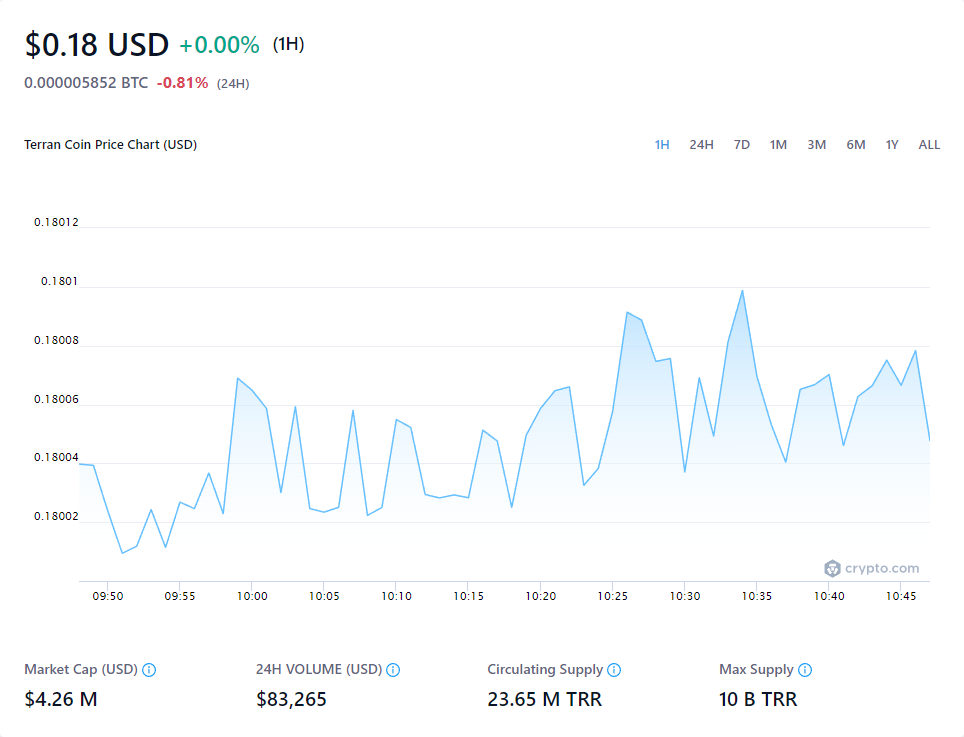 $0.18 USD +0.00% (1H)
0.000005852 BTC -0.81% (24H)
Terran Coin Price Chart (USD) 1H 24H 7D 1M 3M 6M 1Y ALL
0.18012
0.1801
0.18008
0.18006
0.18004
0.18002
crypto.com
09:50 09:55 10:00 10:05 10:10 10:15 10:20 10:25 10:30 10:35 10:40 10:45
Market Cap (USD) 24H VOLUME (USD) Circulating Supply Max Supply
$4.26 M $83,265 23.65 M TRR 10 B TRR